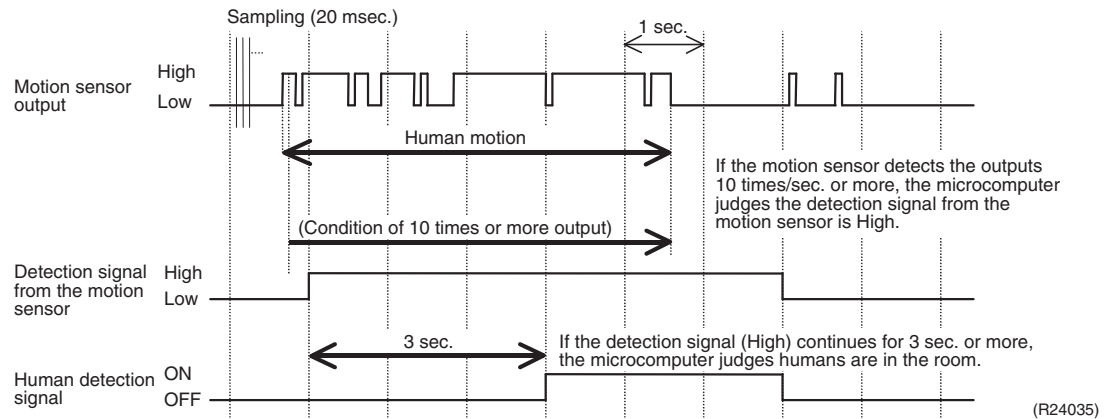 Sampling (20 msec.)
1 sec.
Motion sensor
output
High
Low
Human motion
If the motion sensor detects the outputs
10 times/sec. or more, the microcomputer
judges the detection signal from the
motion sensor is High.
(Condition of 10 times or more output)
Detection signal
from the motion
sensor
High
Low
3 sec.
If the detection signal (High) continues for 3 sec. or more,
the microcomputer judges humans are in the room.
Human detection
signal
ON
OFF
(R24035)